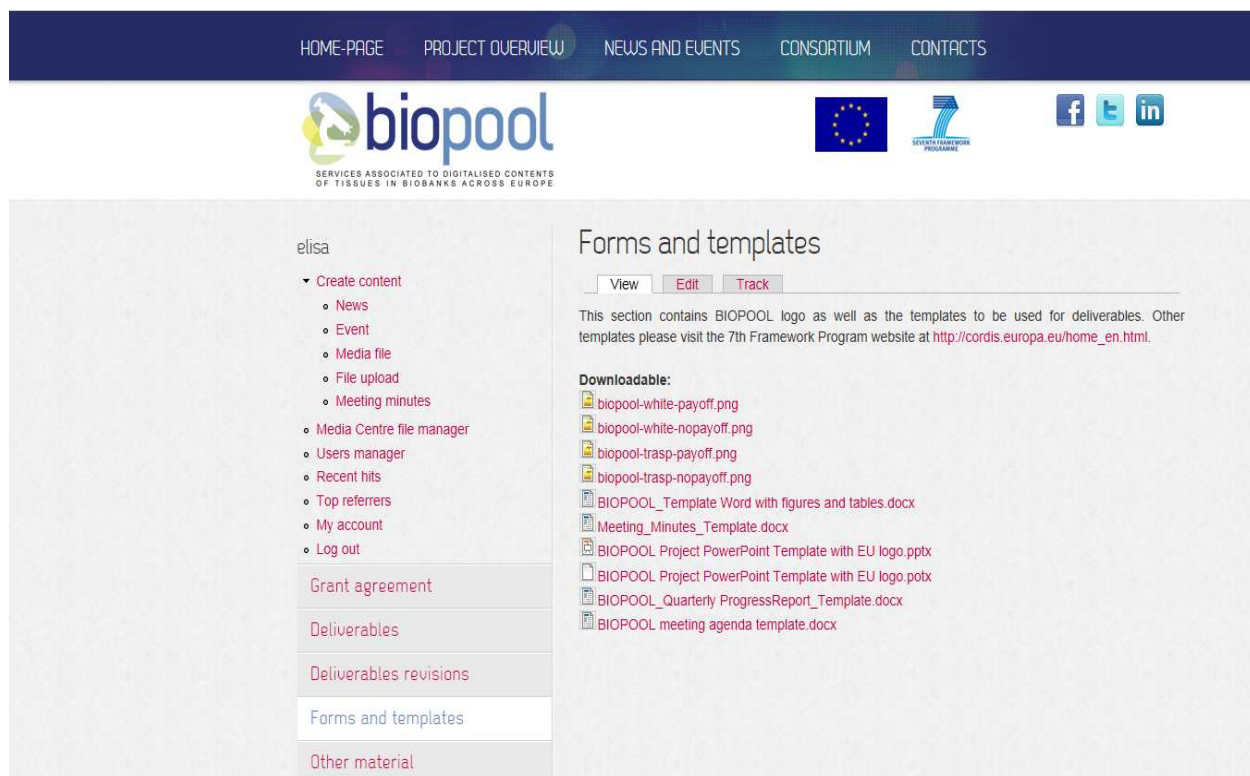 HOME-PAGE PROJECT OVERVIEW NEWS AND EVENTS CONSORTIUM CONTACTS
biopool
SERVICES ASSOCIATED TO DIGITALISED CONTENTS
OF TISSUES IN BIOBANKS ACROSS EUROPE
7
SEVENTH FRAMEWORK
PROGRAMME
f t in
elisa
Create content
News
Event
Media file
File upload
Meeting minutes
Media Centre file manager
Users manager
Recent hits
Top referrers
My account
Log out
Grant agreement
Deliverables
Deliverables revisions
Forms and templates
Other material
Forms and templates
View Edit Track
This section contains BIOPOOL logo as well as the templates to be used for deliverables. Other
templates please visit the 7th Framework Program website at http://cordis.europa.eu/home_en.html.
Downloadable:
biopool-white-payoff.png
biopool-white-nopayoff.png
biopool-trasp-payoff.png
biopool-trasp-nopayoff.png
BIOPOOL_Template Word with figures and tables.docx
Meeting_Minutes_Template.docx
BIOPOOL Project PowerPoint Template with EU logo.pptx
BIOPOOL Project PowerPoint Template with EU logo.potx
BIOPOOL_Quarterly ProgressReport_Template.docx
BIOPOOL meeting agenda template.docx